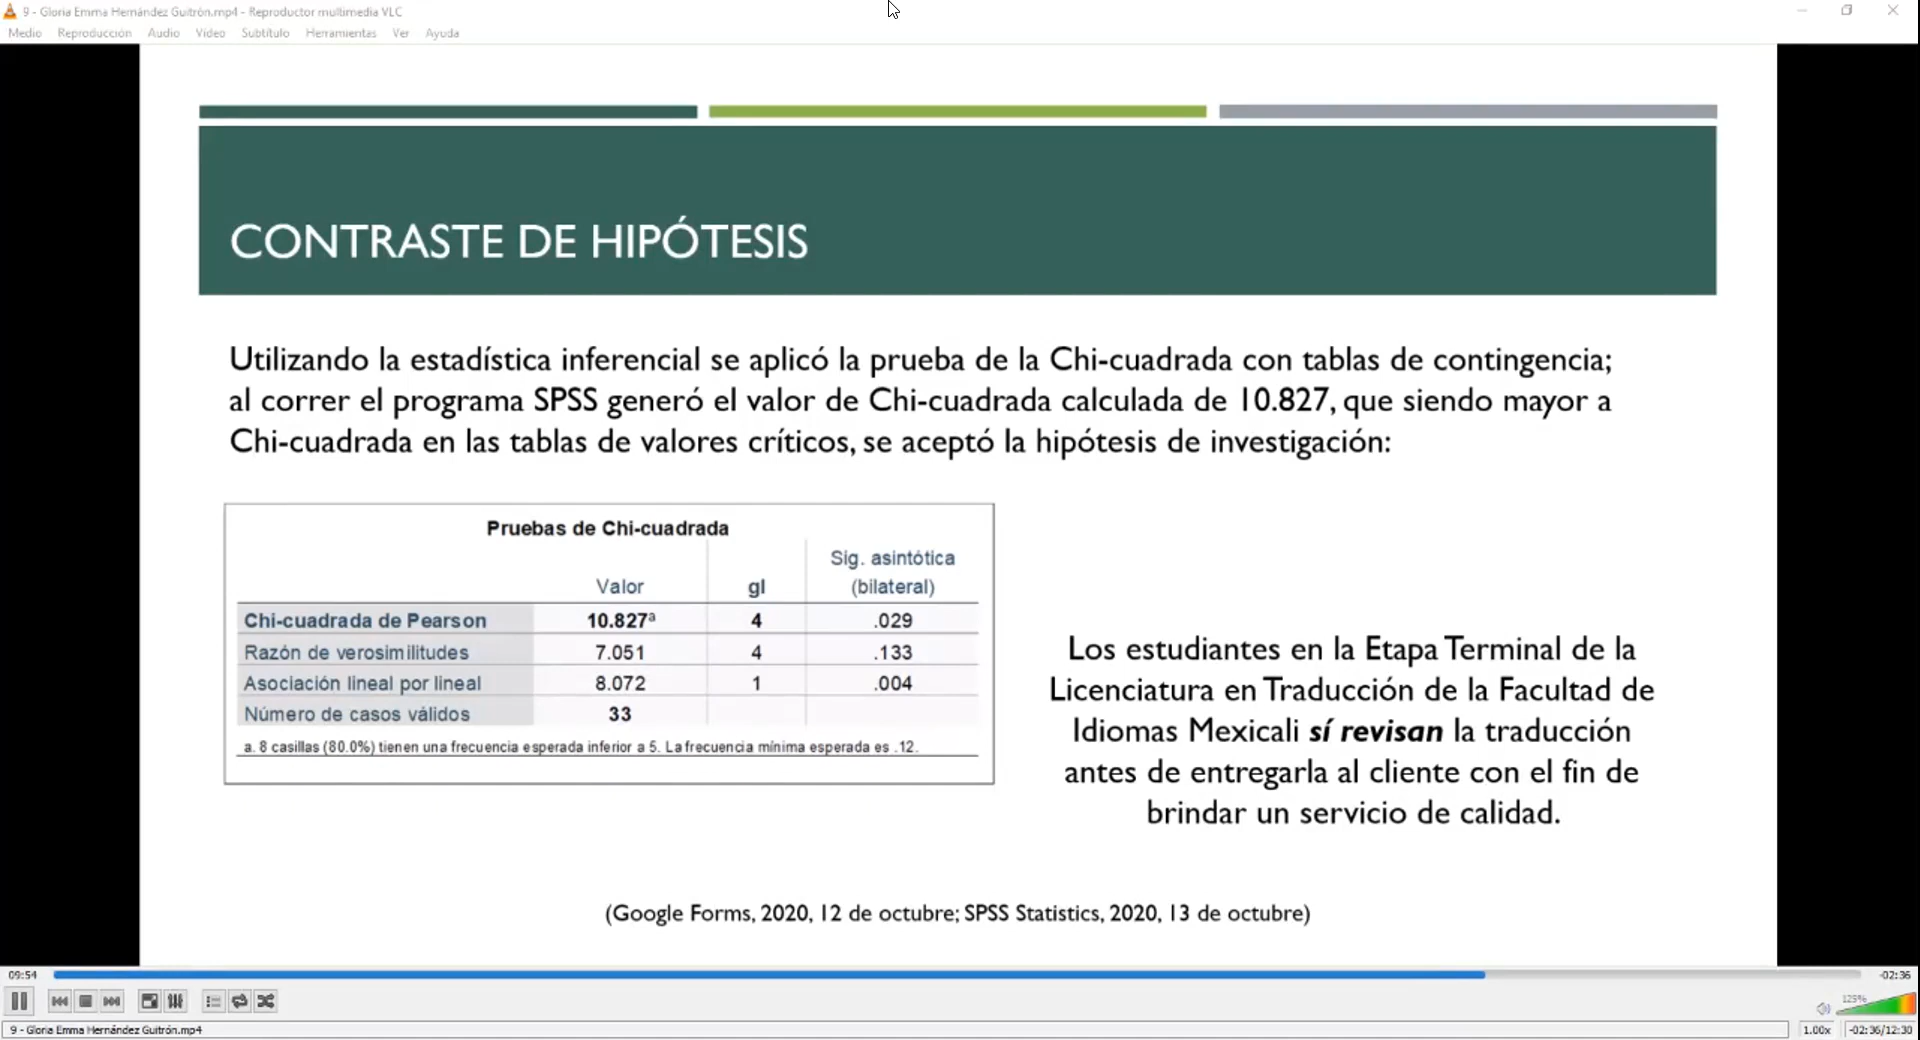 9 - Gloria Emma Hernández Guitrón.mp4 - Reproductor multimedia VLC
Medio Reproducción Audio Vídeo Subtítulo Herramientas Ver Ayuda
CONTRASTE DE HIPÓTESIS
Utilizando la estadística inferencial se aplicó la prueba de la Chi-cuadrada con tablas de contingencia;
al correr el programa SPSS generó el valor de Chi-cuadrada calculada de 10.827, que siendo mayor a
Chi-cuadrada en las tablas de valores críticos, se aceptó la hipótesis de investigación:
Pruebas de Chi-cuadrada
Sig. asintótica
Valor gl (bilateral)
Chi-cuadrada de Pearson 10.827ª 4 .029
Razón de verosimilitudes 7.051 4 .133
Asociación lineal por lineal 8.072 1 .004
Número de casos válidos 33
a. 8 casillas (80.0%) tienen una frecuencia esperada inferior a 5. La frecuencia mínima esperada es .12.
Los estudiantes en la Etapa Terminal de la
Licenciatura en Traducción de la Facultad de
Idiomas Mexicali sí revisan la traducción
antes de entregarla al cliente con el fin de
brindar un servicio de calidad.
(Google Forms, 2020, 12 de octubre; SPSS Statistics, 2020, 13 de octubre)
09:54 -02:36
125%
9 - Gloria Emma Hernández Guitrón.mp4 1.00x -02:36/12:30